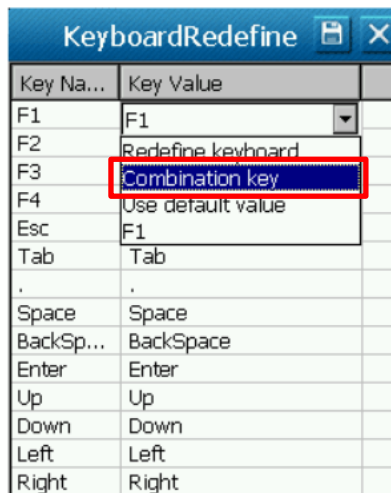 KeyboardRedefine
Key Na... Key Value
F1 F1
F2 Redefine keyboard
F3 Combination key
F4 Use default value
Esc F1
Tab Tab
. .
Space Space
BackSp... BackSpace
Enter Enter
Up Up
Down Down
Left Left
Right Right